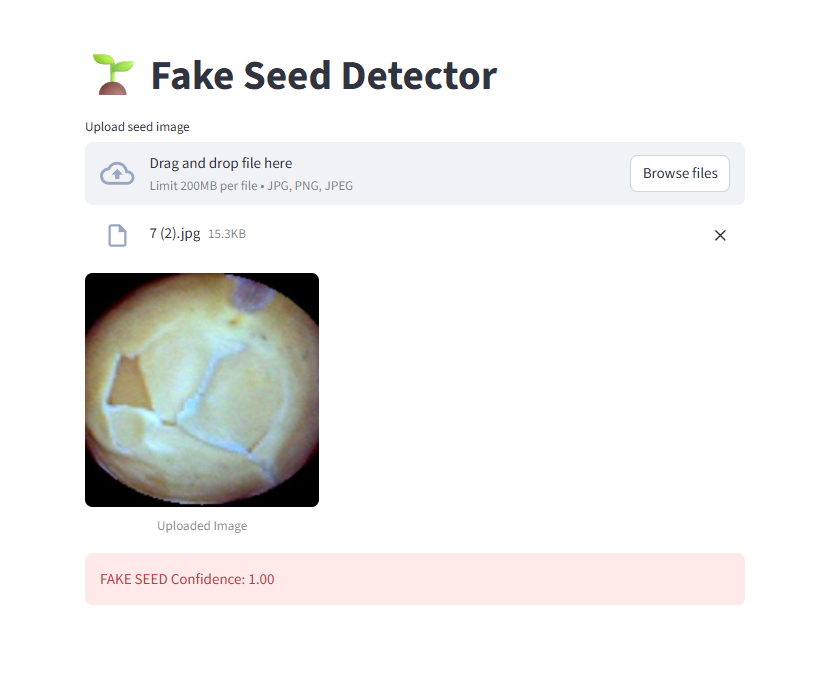 Fake Seed Detector
Upload seed image
Drag and drop file here
Limit 200MB per file • JPG, PNG, JPEG
Browse files
7 (2).jpg 15.3KB
Uploaded Image
FAKE SEED Confidence: 1.00